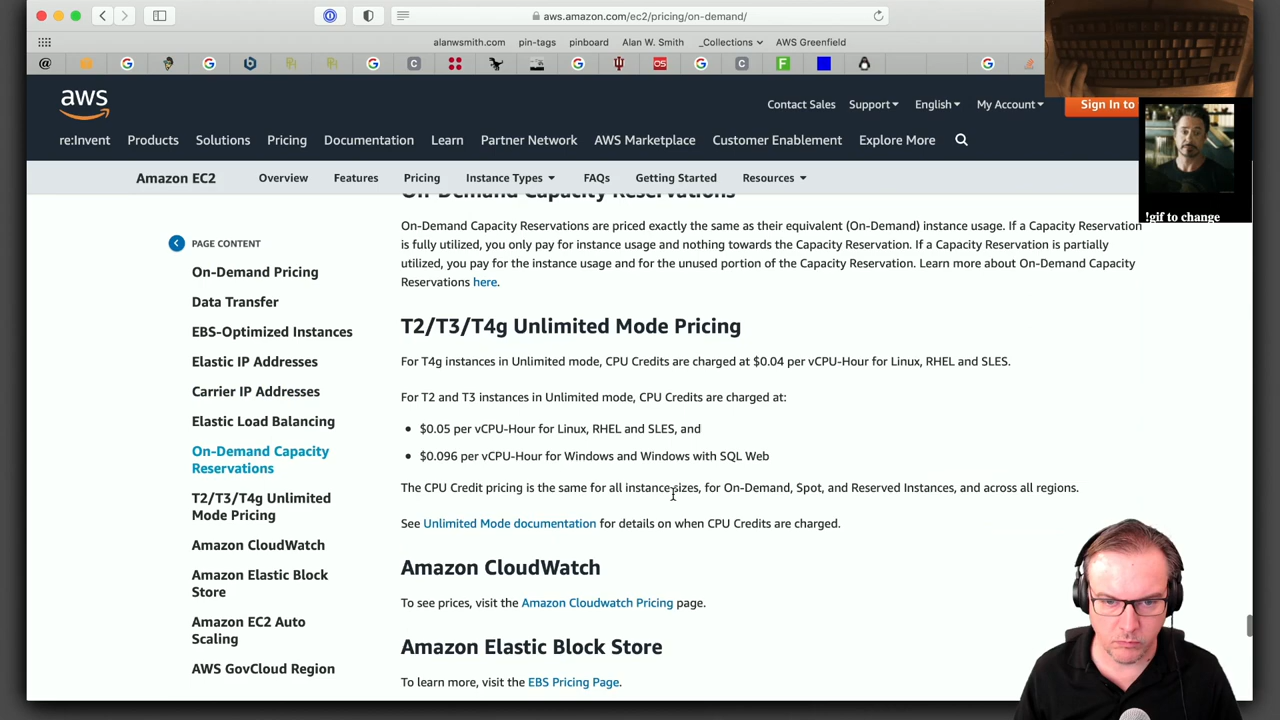 aws.amazon.com/ec2/pricing/on-demand/
alanwsmith.com pin-tags pinboard Alan W. Smith _Collections AWS Greenfield
aws
Contact Sales Support English My Account Sign In to
re:Invent Products Solutions Pricing Documentation Learn Partner Network AWS Marketplace Customer Enablement Explore More
!gif to change
Amazon EC2 Overview Features Pricing Instance Types FAQs Getting Started Resources
PAGE CONTENT
On-Demand Pricing
Data Transfer
EBS-Optimized Instances
Elastic IP Addresses
Carrier IP Addresses
Elastic Load Balancing
On-Demand Capacity
Reservations
T2/T3/T4g Unlimited
Mode Pricing
Amazon CloudWatch
Amazon Elastic Block
Store
Amazon EC2 Auto
Scaling
AWS GovCloud Region
On-Demand Capacity Reservations
On-Demand Capacity Reservations are priced exactly the same as their equivalent (On-Demand) instance usage. If a Capacity Reservation
is fully utilized, you only pay for instance usage and nothing towards the Capacity Reservation. If a Capacity Reservation is partially
utilized, you pay for the instance usage and for the unused portion of the Capacity Reservation. Learn more about On-Demand Capacity
Reservations here.
T2/T3/T4g Unlimited Mode Pricing
For T4g instances in Unlimited mode, CPU Credits are charged at $0.04 per vCPU-Hour for Linux, RHEL and SLES.
For T2 and T3 instances in Unlimited mode, CPU Credits are charged at:
• $0.05 per vCPU-Hour for Linux, RHEL and SLES, and
• $0.096 per vCPU-Hour for Windows and Windows with SQL Web
The CPU Credit pricing is the same for all instance sizes, for On-Demand, Spot, and Reserved Instances, and across all regions.
See Unlimited Mode documentation for details on when CPU Credits are charged.
Amazon CloudWatch
To see prices, visit the Amazon Cloudwatch Pricing page.
Amazon Elastic Block Store
To learn more, visit the EBS Pricing Page.